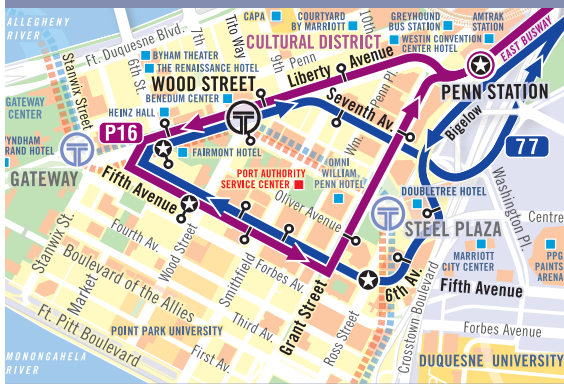 ALLEGHENY
RIVER
Ft. Duquesne Blvd.
Stanwix Street
6th St.
7th
Tito Way
9th
Penn
10th
CAPA
COURTYARD
BY MARRIOTT
GREYHOUND
BUS STATION
AMTRAK
STATION
CULTURAL DISTRICT
WESTIN CONVENTION
CENTER HOTEL
EAST BUSWAY
BYHAM THEATER
THE RENAISSANCE HOTEL
WOOD STREET
BENEDUM CENTER
Liberty Avenue
Penn Pl.
PENN STATION
GATEWAY
CENTER
HEINZ HALL
Seventh Av.
Bigelow
P16
T
77
WYNDHAM
GRAND HOTEL
FAIRMONT HOTEL
Wm.
GATEWAY
T
PORT AUTHORITY
SERVICE CENTER
OMNI
WILLIAM
PENN HOTEL
DOUBLETREE HOTEL
Washington Pl.
Fifth Avenue
Oliver Avenue
T
STEEL PLAZA
Centre
Stanwix St.
Fourth Av.
Wood Street
Smithfield
Forbes Av.
6th Av.
MARRIOTT
CITY CENTER
PPG
PAINTS
ARENA
Market
Boulevard of the Allies
Fifth Avenue
Grant Street
Crosstown Boulevard
Ft. Pitt Boulevard
POINT PARK UNIVERSITY
Third Av.
Ross Street
Forbes Avenue
First Av.
MONONGAHELA
RIVER
DUQUESNE UNIVERSITY